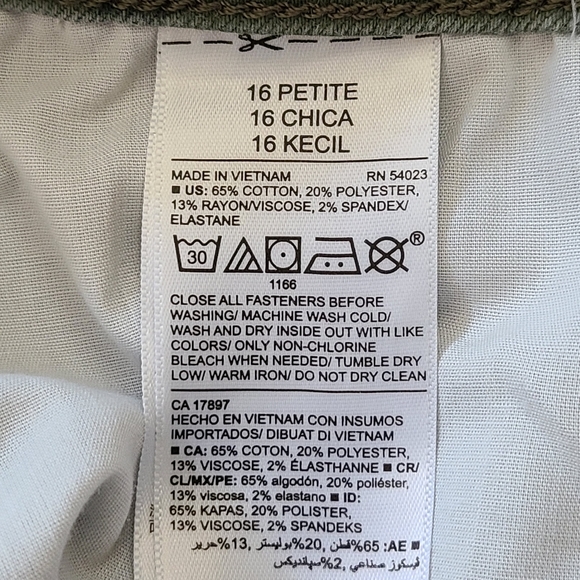 16 PETITE
16 CHICA
16 KECIL
MADE IN VIETNAM RN 54023
■ US: 65% COTTON, 20% POLYESTER,
13% RAYON/VISCOSE, 2% SPANDEX/
ELASTANE
30
®
1166
CLOSE ALL FASTENERS BEFORE
WASHING/ MACHINE WASH COLD/
WASH AND DRY INSIDE OUT WITH LIKE
COLORS/ ONLY NON-CHLORINE
BLEACH WHEN NEEDED/ TUMBLE DRY
LOW/ WARM IRON/ DO NOT DRY CLEAN
CA 17897
HECHO EN VIETNAM CON INSUMOS
IMPORTADOS/ DIBUAT DI VIETNAM
■ CA: 65% COTON, 20% POLYESTER,
13% VISCOSE, 2% ÉLASTHANNE ■ CR/
CL/MX/PE: 65% algodón, 20% poliéster,
13% viscosa, 2% elastano ■ ID:
65% KAPAS, 20% POLISTER,
13% VISCOSE, 2% SPANDEKS
■ AE: 65% قطن, 20% بوليستر, 13% حرير
فيسكوز صناعي, 2% سبانديكس